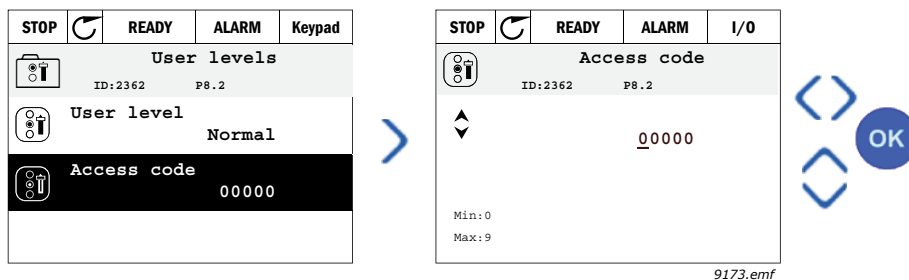 STOP READY ALARM Keypad
User levels
ID:2362 P8.2
User level
Normal
Access code
00000
STOP READY ALARM I/O
Access code
ID:2362 P8.2
00000
Min:0
Max:9
OK
9173.emf